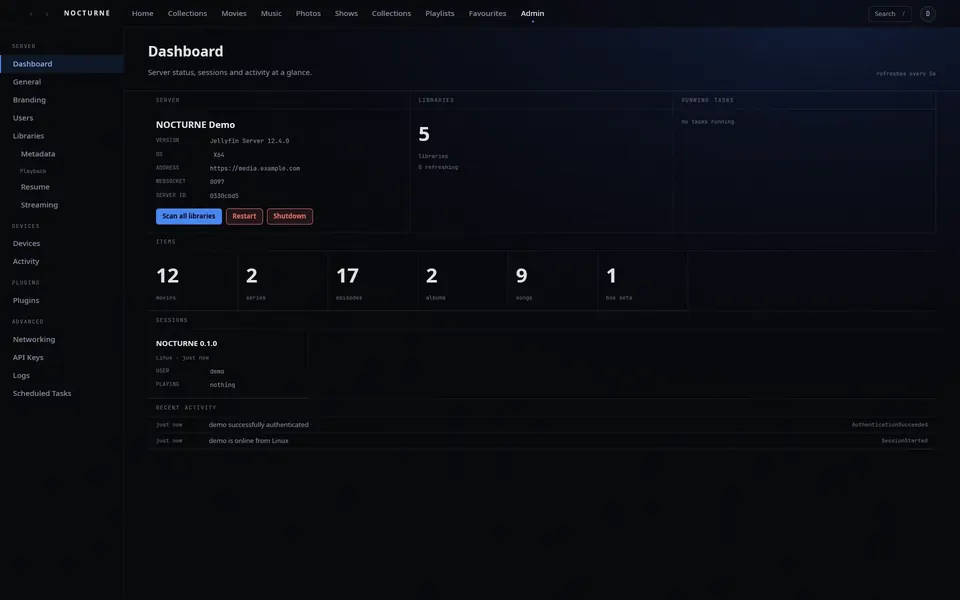 NOCTURNE Home Collections Movies Music Photos Shows Collections Playlists Favourites Admin Search / D
SERVER
Dashboard
General
Branding
Users
Libraries
Metadata
Playback
Resume
Streaming
DEVICES
Devices
Activity
PLUGINS
Plugins
ADVANCED
Networking
API Keys
Logs
Scheduled Tasks
Dashboard
Server status, sessions and activity at a glance.
refreshes every 5s
SERVER
NOCTURNE Demo
VERSION Jellyfin Server 12.4.0
OS X64
ADDRESS https://media.example.com
WEBSOCKET 8097
SERVER ID 0330cbd5
Scan all libraries Restart Shutdown
LIBRARIES
5
libraries
0 refreshing
RUNNING TASKS
no tasks running
ITEMS
12 2 17 2 9 1
movies series episodes albums songs box sets
SESSIONS
NOCTURNE 0.1.0
Linux · just now
USER demo
PLAYING nothing
RECENT ACTIVITY
just now demo successfully authenticated AuthenticationSucceeded
just now demo is online from Linux SessionStarted